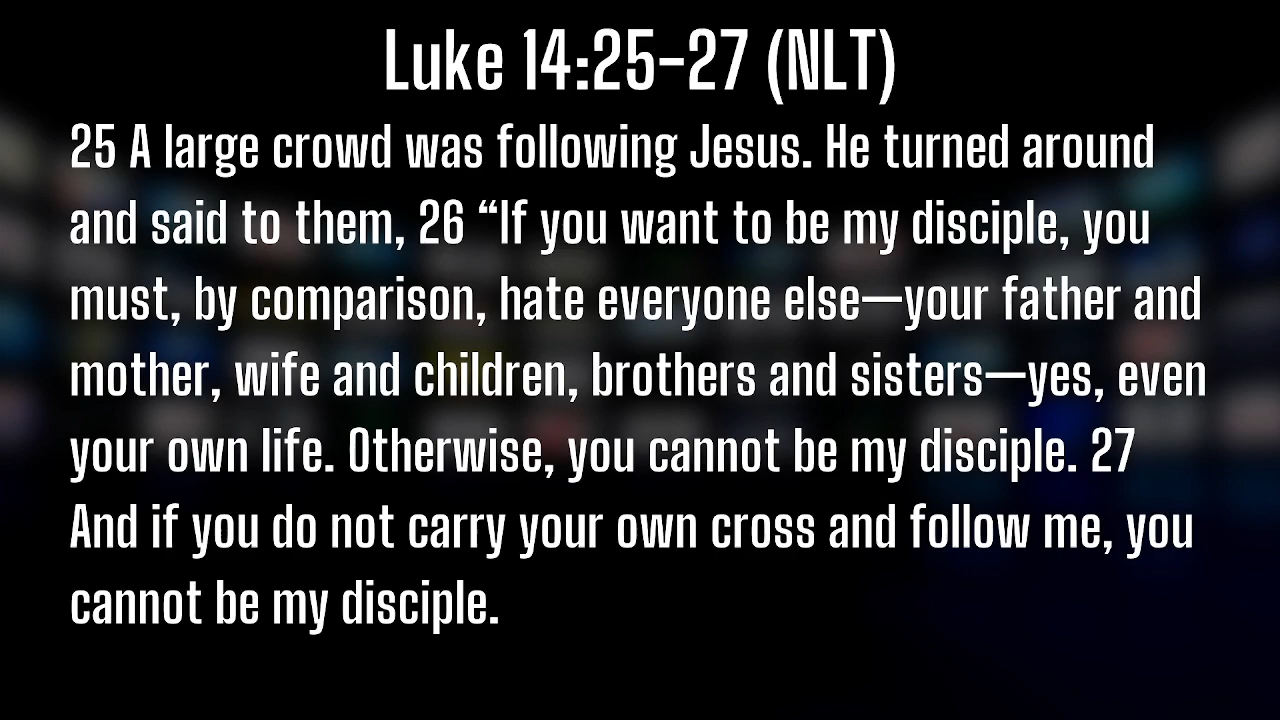 Luke 14:25-27 (NLT)
25 A large crowd was following Jesus. He turned around
and said to them, 26 “If you want to be my disciple, you
must, by comparison, hate everyone else—your father and
mother, wife and children, brothers and sisters—yes, even
your own life. Otherwise, you cannot be my disciple. 27
And if you do not carry your own cross and follow me, you
cannot be my disciple.